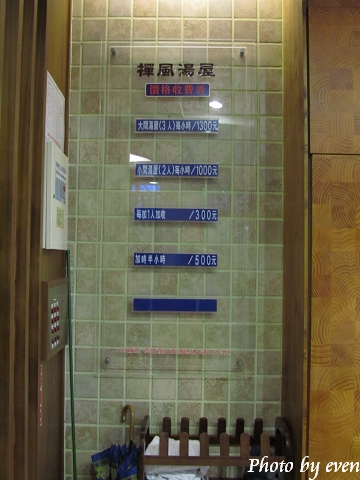 禪風湯屋
價格收費表
大間湯屋(3人)每小時/1300元
小間湯屋(2人)每小時/1000元
每加1人加收 /300元
加時半小時 /500元
Photo by even